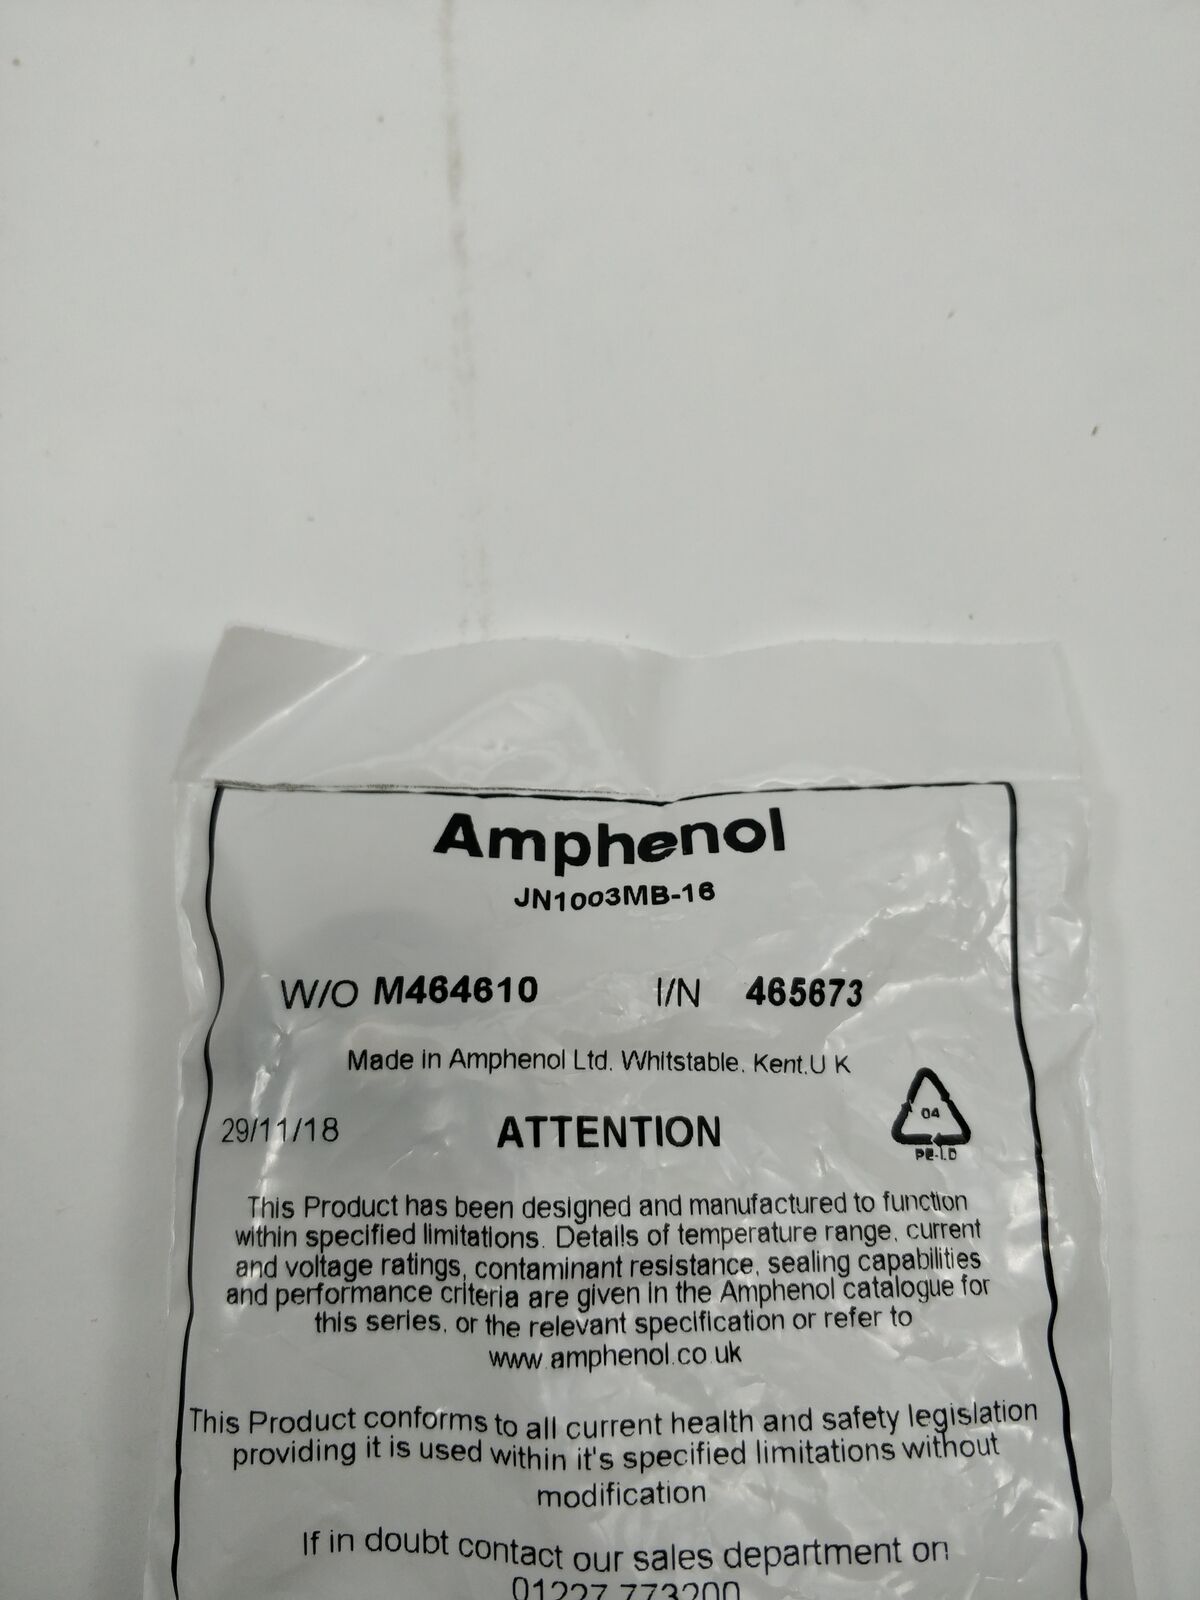 Amphenol
JN1003MB-16
W/O M464610 I/N 465673
Made in Amphenol Ltd. Whitstable, Kent.U K
04
PE-LD
29/11/18 ATTENTION
This Product has been designed and manufactured to function
within specified limitations. Details of temperature range, current
and voltage ratings, contaminant resistance, sealing capabilities
and performance criteria are given in the Amphenol catalogue for
this series, or the relevant specification or refer to
www.amphenol.co.uk
This Product conforms to all current health and safety legislation
providing it is used within it's specified limitations without
modification
If in doubt contact our sales department on
01227 773200